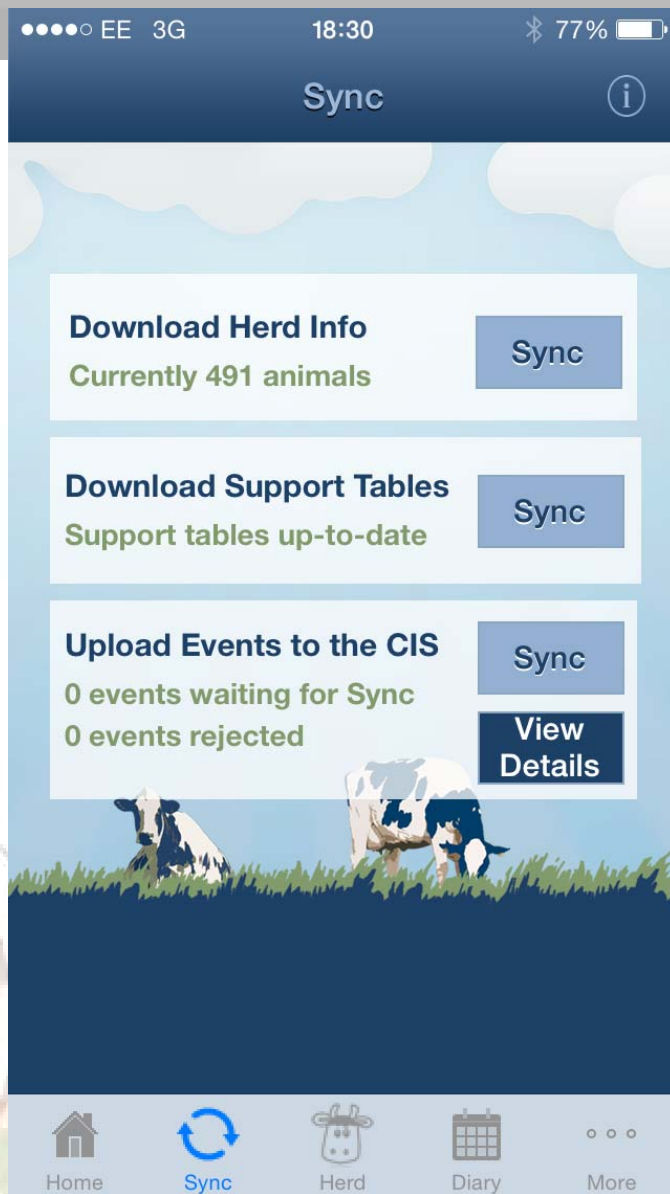 EE 3G 18:30 77%
Sync
Download Herd Info
Currently 491 animals
Sync
Download Support Tables
Support tables up-to-date
Sync
Upload Events to the CIS
0 events waiting for Sync
0 events rejected
Sync
View
Details
Home Sync Herd Diary More